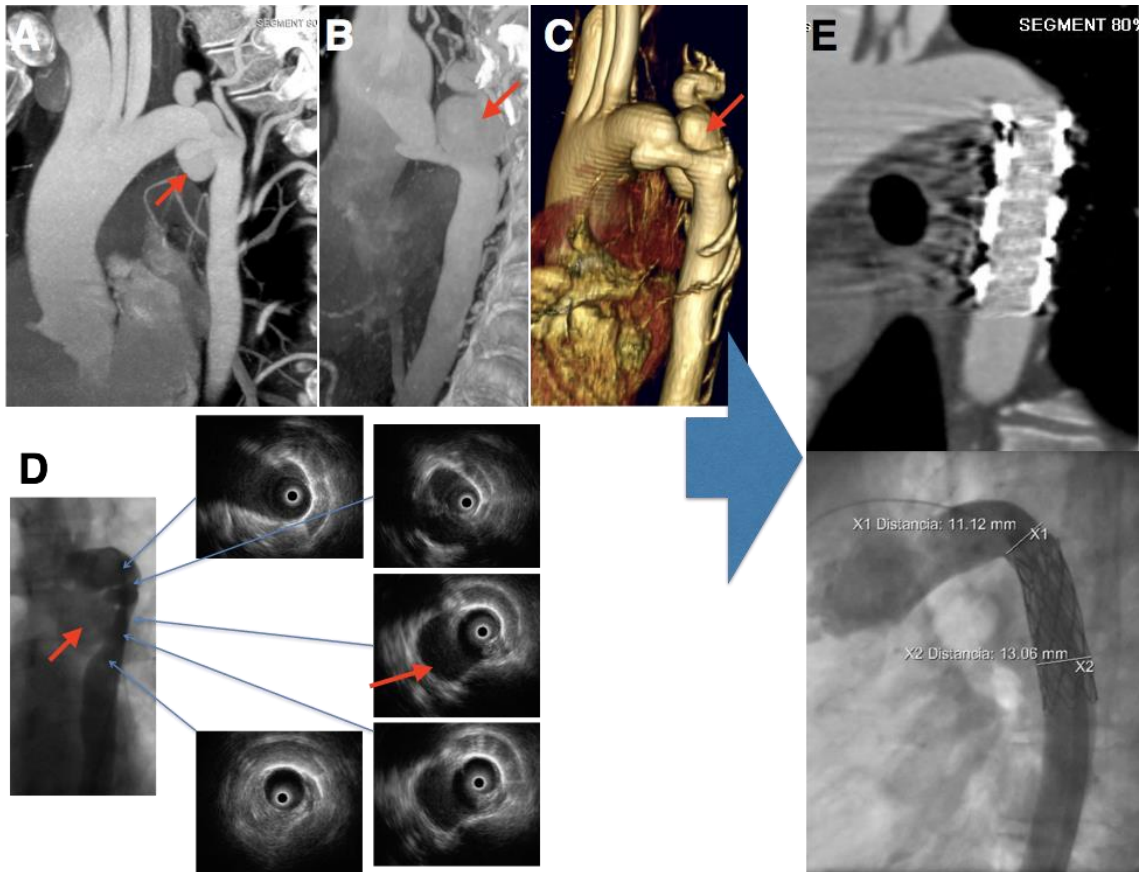 A
SEGMENT 80%
B
C
E
SEGMENT 80%
D
X1 Distancia: 11.12 mm
X1
X2 Distancia: 13.06 mm
X2